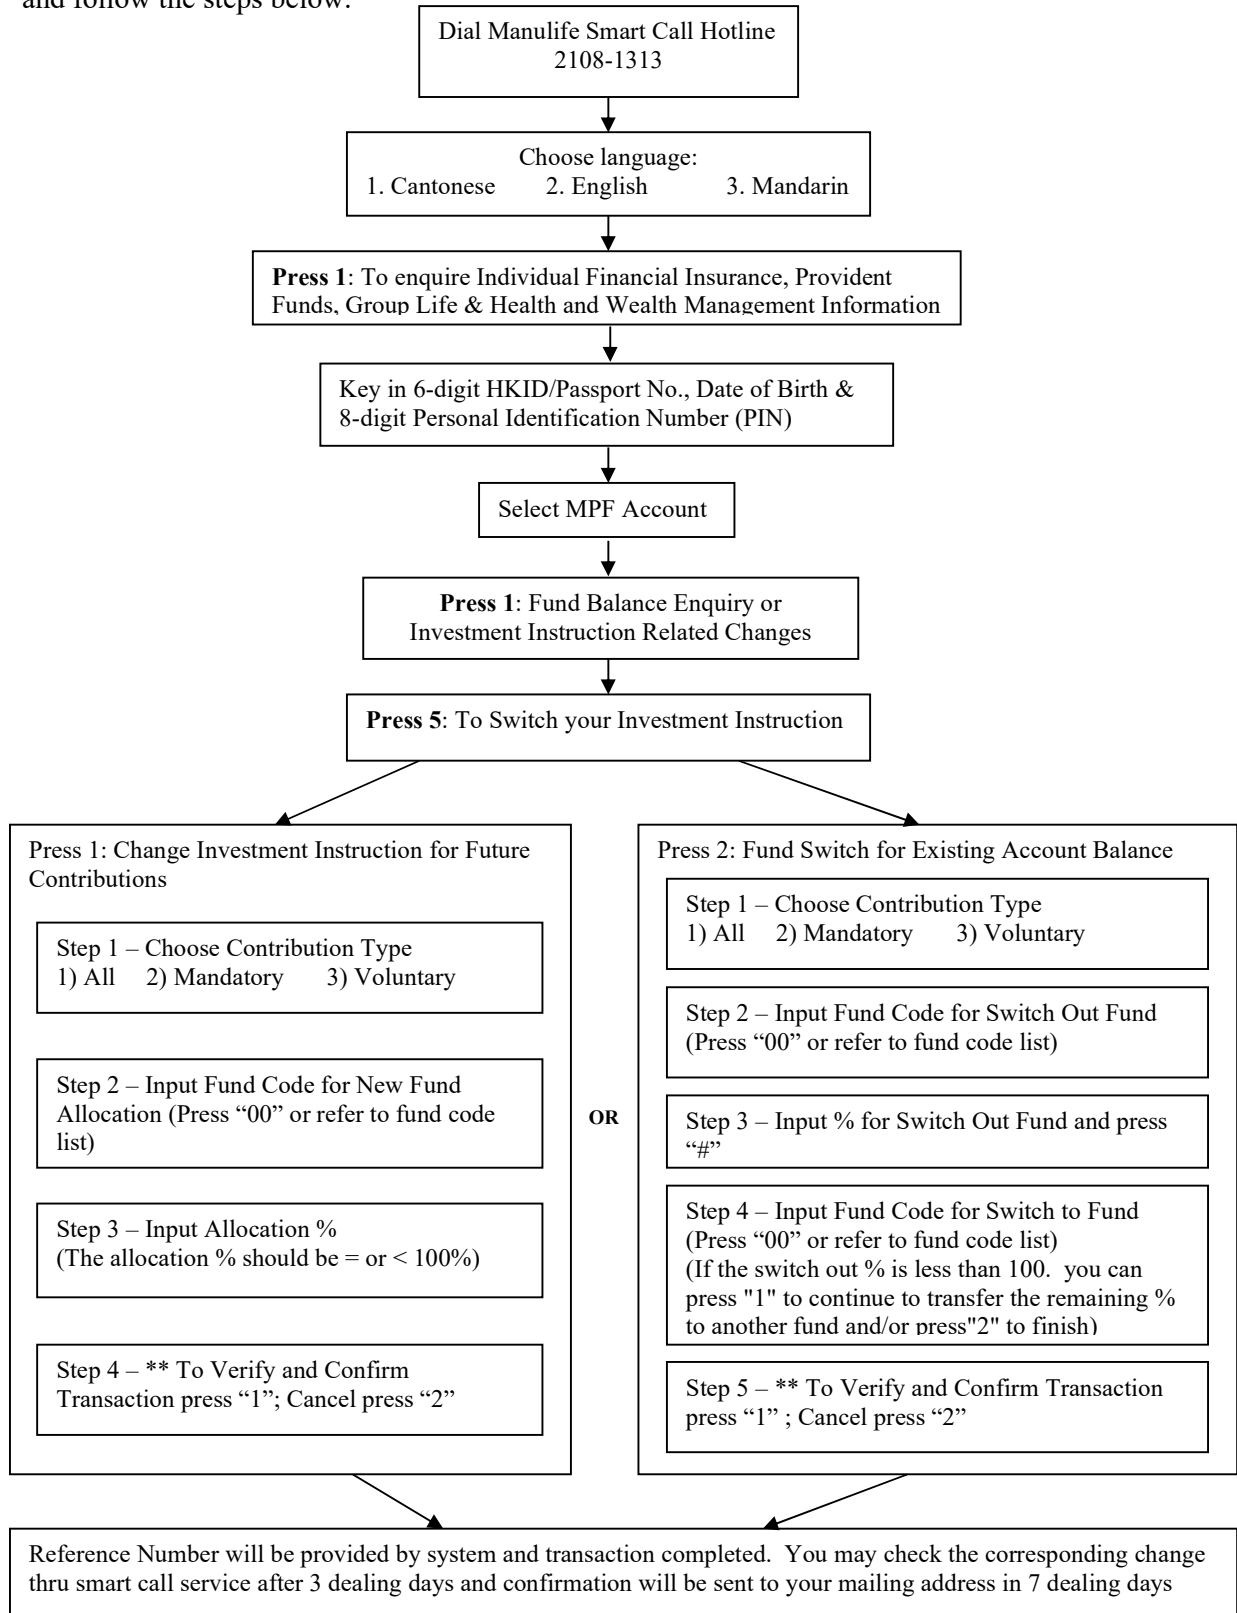 and follow the steps below.
Dial Manulife Smart Call Hotline
2108-1313
Choose language:
1. Cantonese 2. English 3. Mandarin
Press 1: To enquire Individual Financial Insurance, Provident
Funds, Group Life & Health and Wealth Management Information
Key in 6-digit HKID/Passport No., Date of Birth &
8-digit Personal Identification Number (PIN)
Select MPF Account
Press 1: Fund Balance Enquiry or
Investment Instruction Related Changes
Press 5: To Switch your Investment Instruction
Press 1: Change Investment Instruction for Future
Contributions
Step 1 – Choose Contribution Type
1) All 2) Mandatory 3) Voluntary
Step 2 – Input Fund Code for New Fund
Allocation (Press “00” or refer to fund code
list)
Step 3 – Input Allocation %
(The allocation % should be = or < 100%)
Step 4 – ** To Verify and Confirm
Transaction press “1”; Cancel press “2”
OR
Press 2: Fund Switch for Existing Account Balance
Step 1 – Choose Contribution Type
1) All 2) Mandatory 3) Voluntary
Step 2 – Input Fund Code for Switch Out Fund
(Press “00” or refer to fund code list)
Step 3 – Input % for Switch Out Fund and press
“#”
Step 4 – Input Fund Code for Switch to Fund
(Press “00” or refer to fund code list)
(If the switch out % is less than 100. you can
press "1" to continue to transfer the remaining %
to another fund and/or press"2" to finish)
Step 5 – ** To Verify and Confirm Transaction
press “1” ; Cancel press “2”
Reference Number will be provided by system and transaction completed. You may check the corresponding change
thru smart call service after 3 dealing days and confirmation will be sent to your mailing address in 7 dealing days